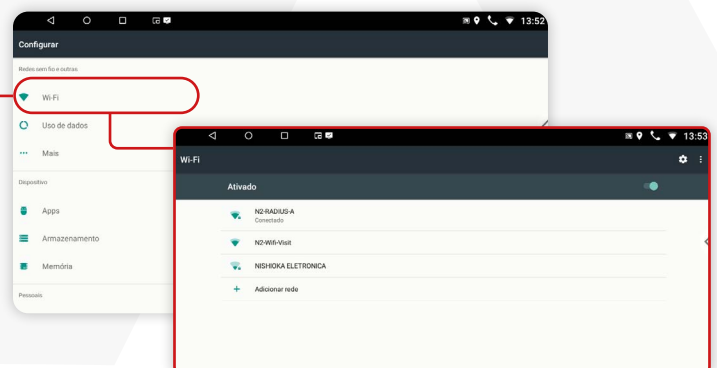 13:52
Configurar
Redes sem fio e outras
Wi-Fi
Uso de dados
Mais
Dispositivo
Apps
Armazenamento
Memória
Pessoais
13:53
Wi-Fi
Ativado
N2-RADIUS-A
Conectado
N2-Wifi-Visit
NISHIOKA ELETRONICA
Adicionar rede